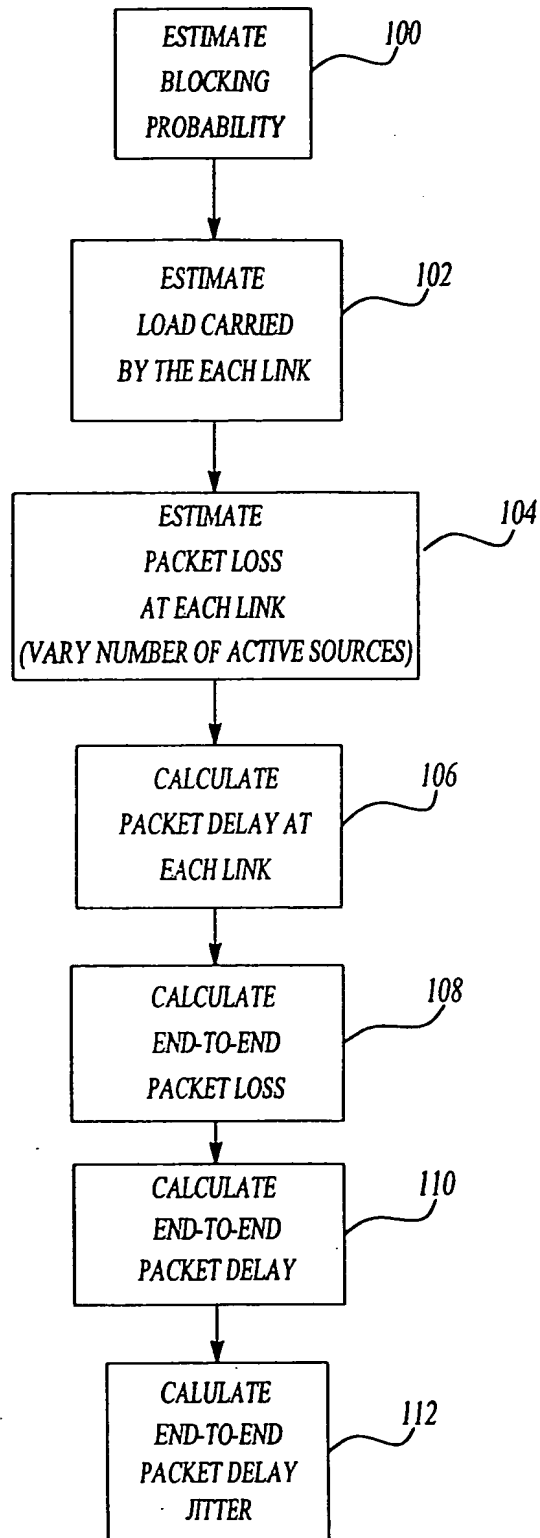 ESTIMATE
BLOCKING
PROBABILITY
100
ESTIMATE
LOAD CARRIED
BY THE EACH LINK
102
ESTIMATE
PACKET LOSS
AT EACH LINK
(VARY NUMBER OF ACTIVE SOURCES)
104
CALCULATE
PACKET DELAY AT
EACH LINK
106
CALCULATE
END-TO-END
PACKET LOSS
108
CALCULATE
END-TO-END
PACKET DELAY
110
CALULATE
END-TO-END
PACKET DELAY
JITTER
112